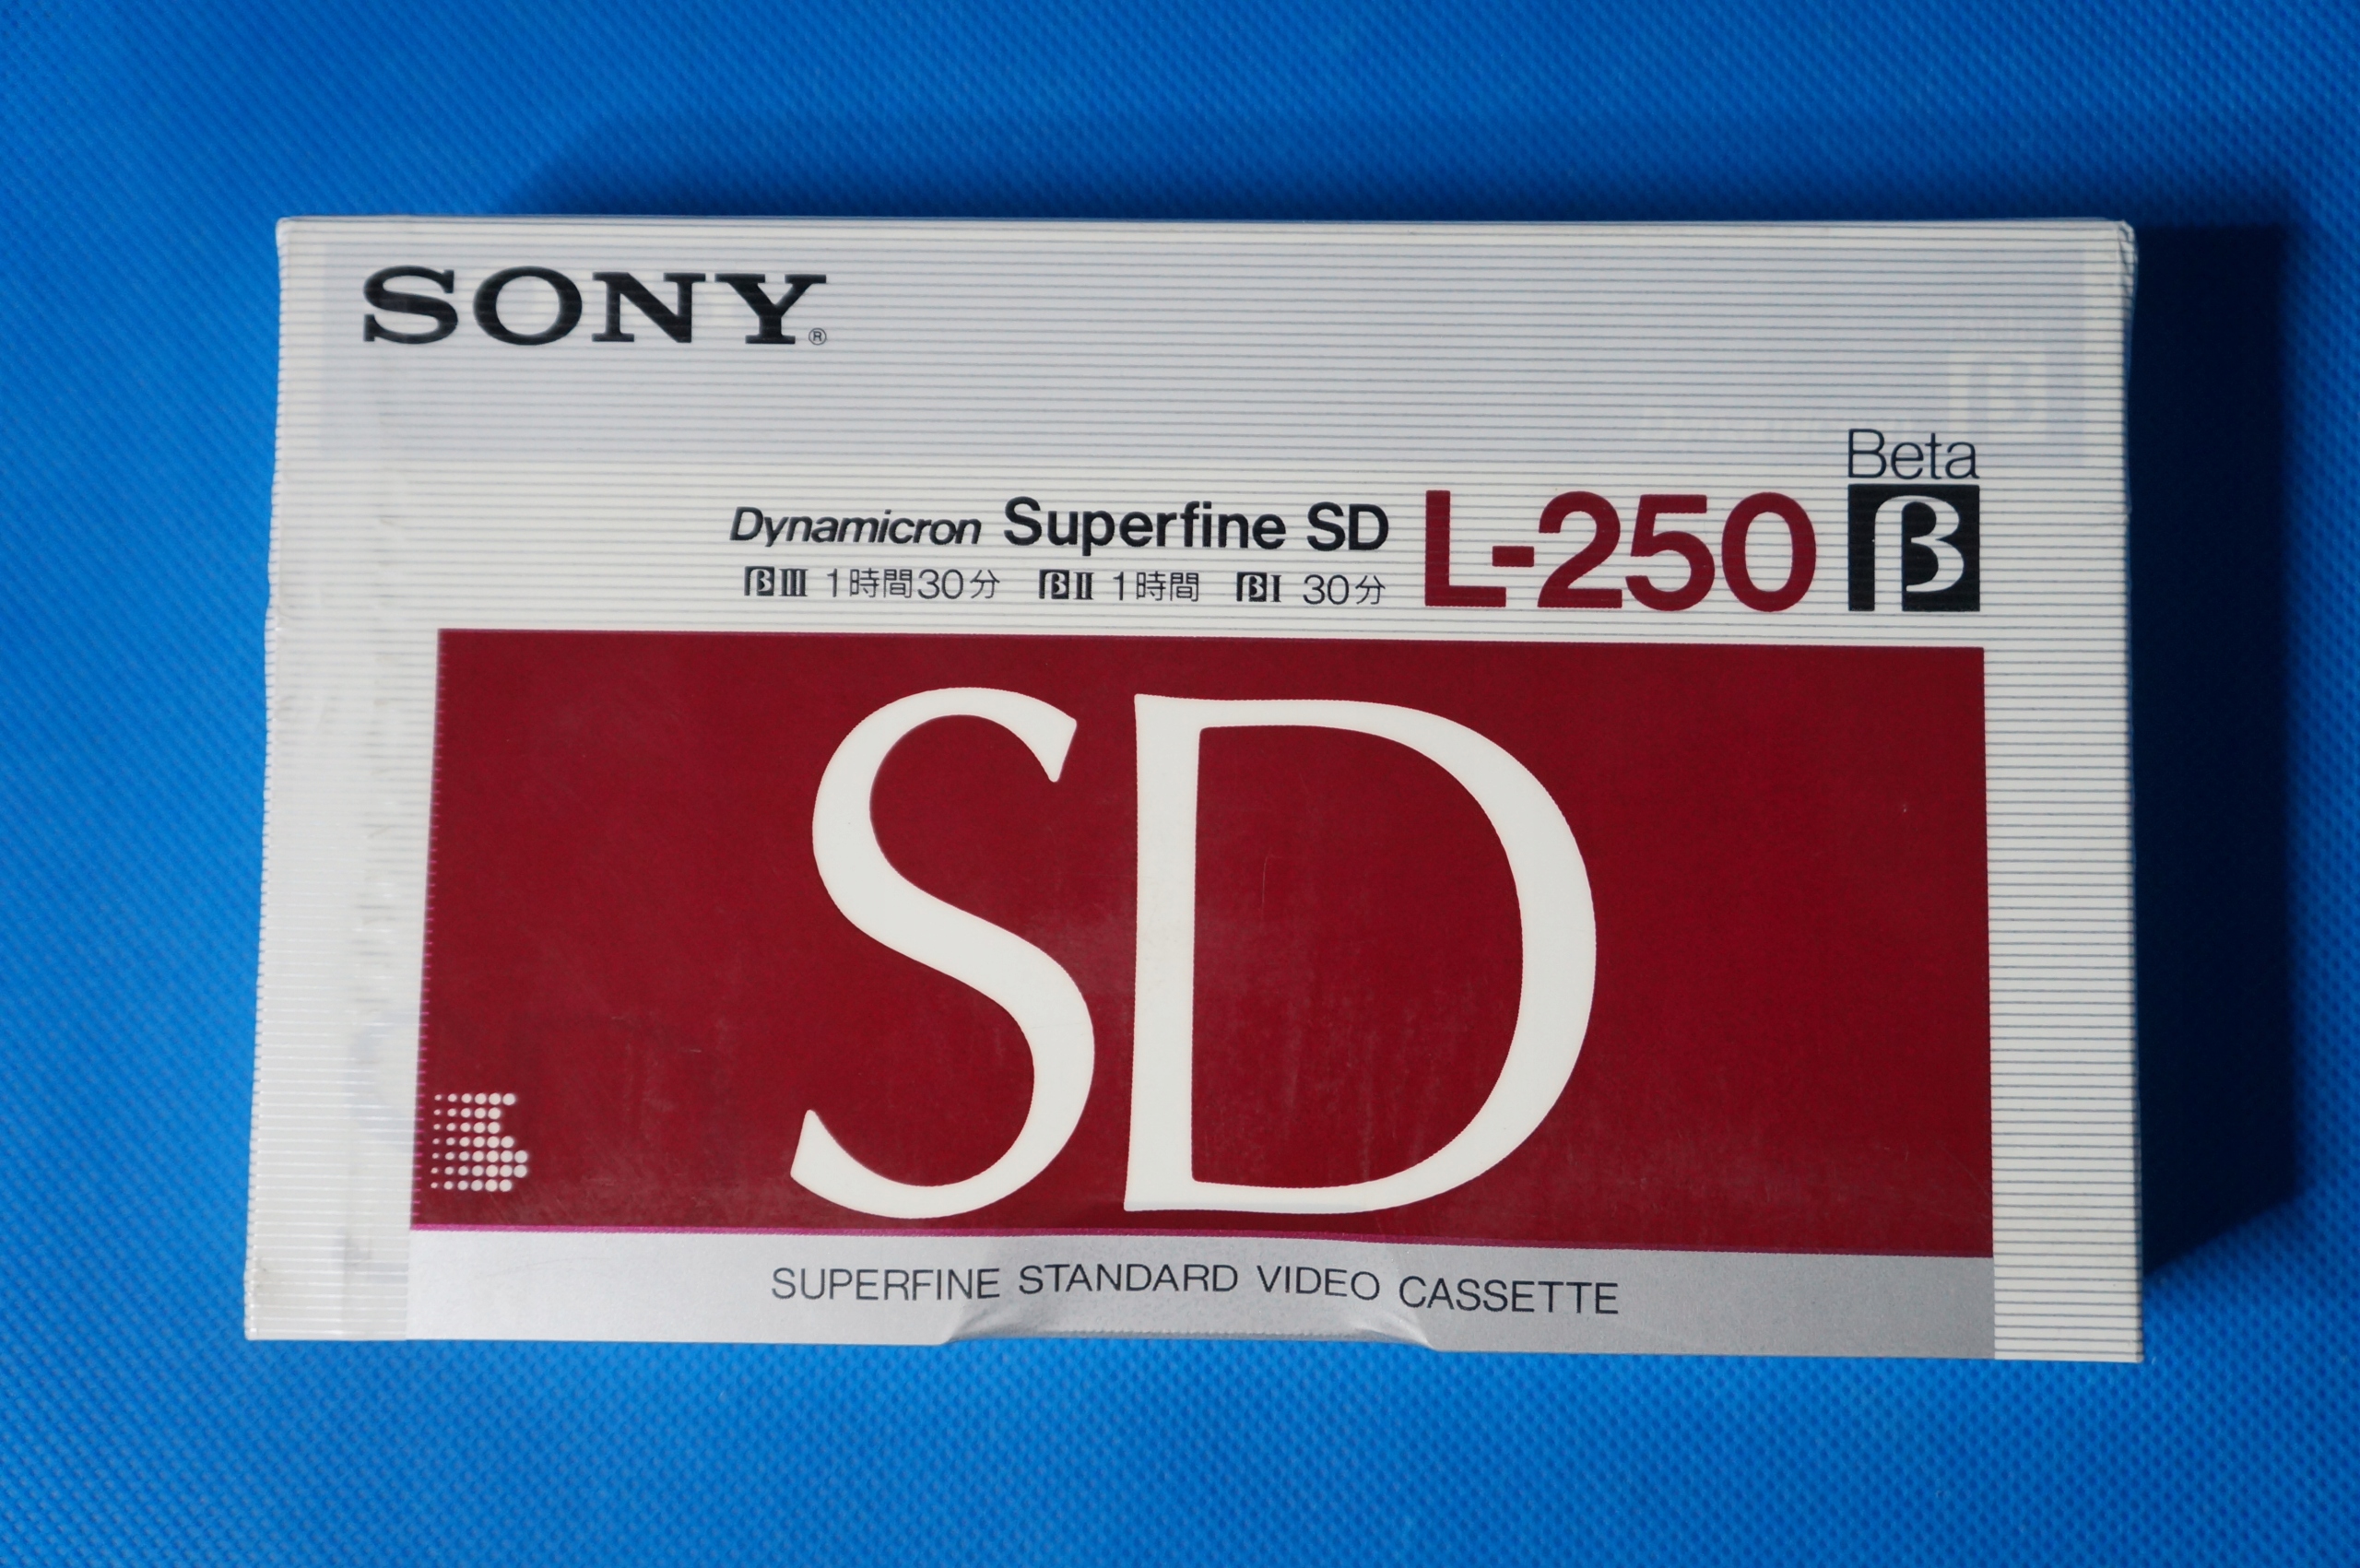 SONY®
Beta
Dynamicron Superfine SD L-250 β
βIII 1時間30分 βII 1時間 βI 30分
SD
SUPERFINE STANDARD VIDEO CASSETTE